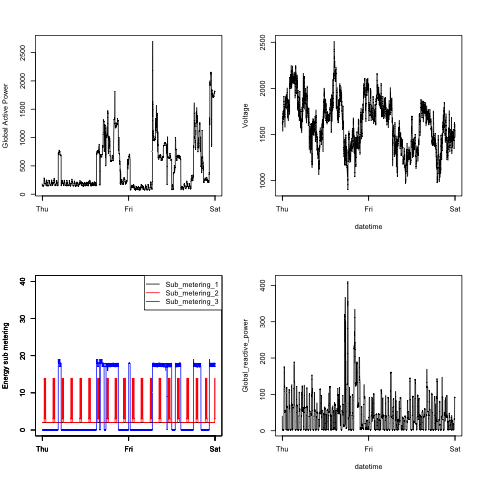 Global Active Power
0 500 1000 1500 2000 2500
Thu Fri Sat
Voltage
1000 1500 2000 2500
Thu Fri Sat
datetime
Energy sub metering
0 10 20 30 40
Sub_metering_1
Sub_metering_2
Sub_metering_3
Thu Fri Sat
Global_reactive_power
0 100 200 300 400
Thu Fri Sat
datetime